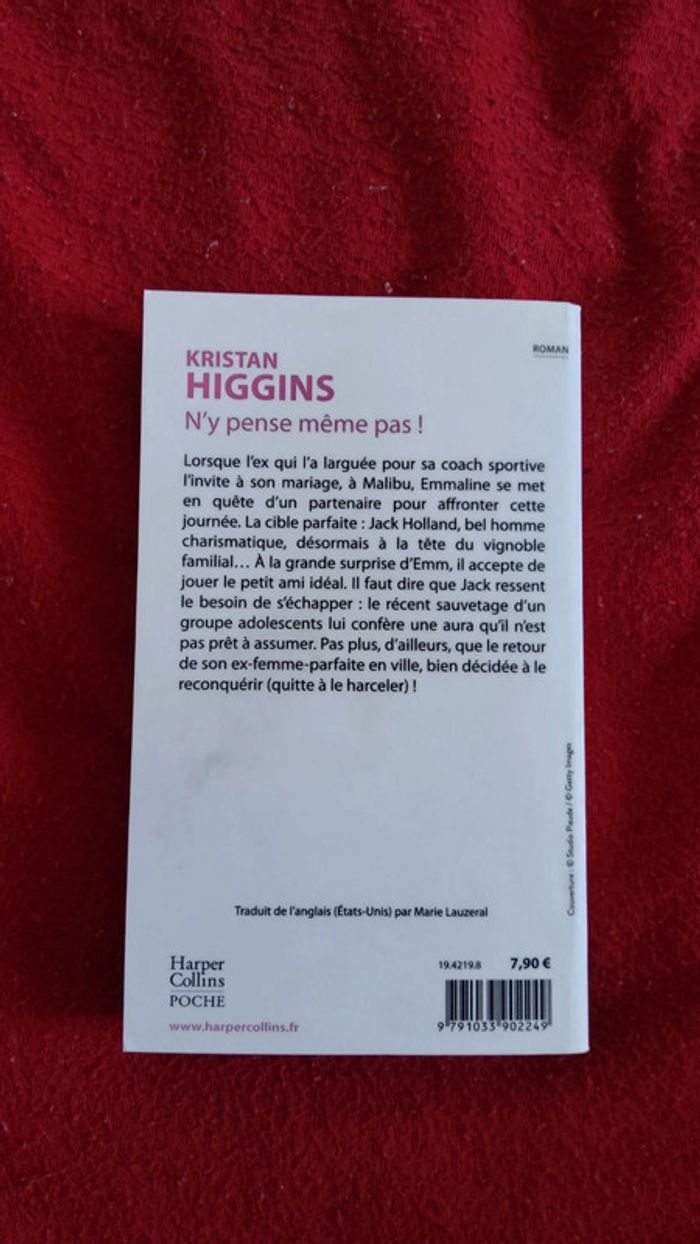 ROMAN
KRISTAN
HIGGINS
N'y pense même pas !
Lorsque l'ex qui l'a larguée pour sa coach sportive
l'invite à son mariage, à Malibu, Emmaline se met
en quête d'un partenaire pour affronter cette
journée. La cible parfaite : Jack Holland, bel homme
charismatique, désormais à la tête du vignoble
familial… À la grande surprise d'Emm, il accepte de
jouer le petit ami idéal. Il faut dire que Jack ressent
le besoin de s'échapper : le récent sauvetage d'un
groupe adolescents lui confère une aura qu'il n'est
pas prêt à assumer. Pas plus, d'ailleurs, que le retour
de son ex-femme-parfaite en ville, bien décidée à le
reconquérir (quitte à le harceler) !
Couverture : © Studio Piaude / © Getty Images
Traduit de l'anglais (États-Unis) par Marie Lauzeral
Harper
Collins
POCHE
www.harpercollins.fr
19.4219.8 7,90 €
9 791033 902249